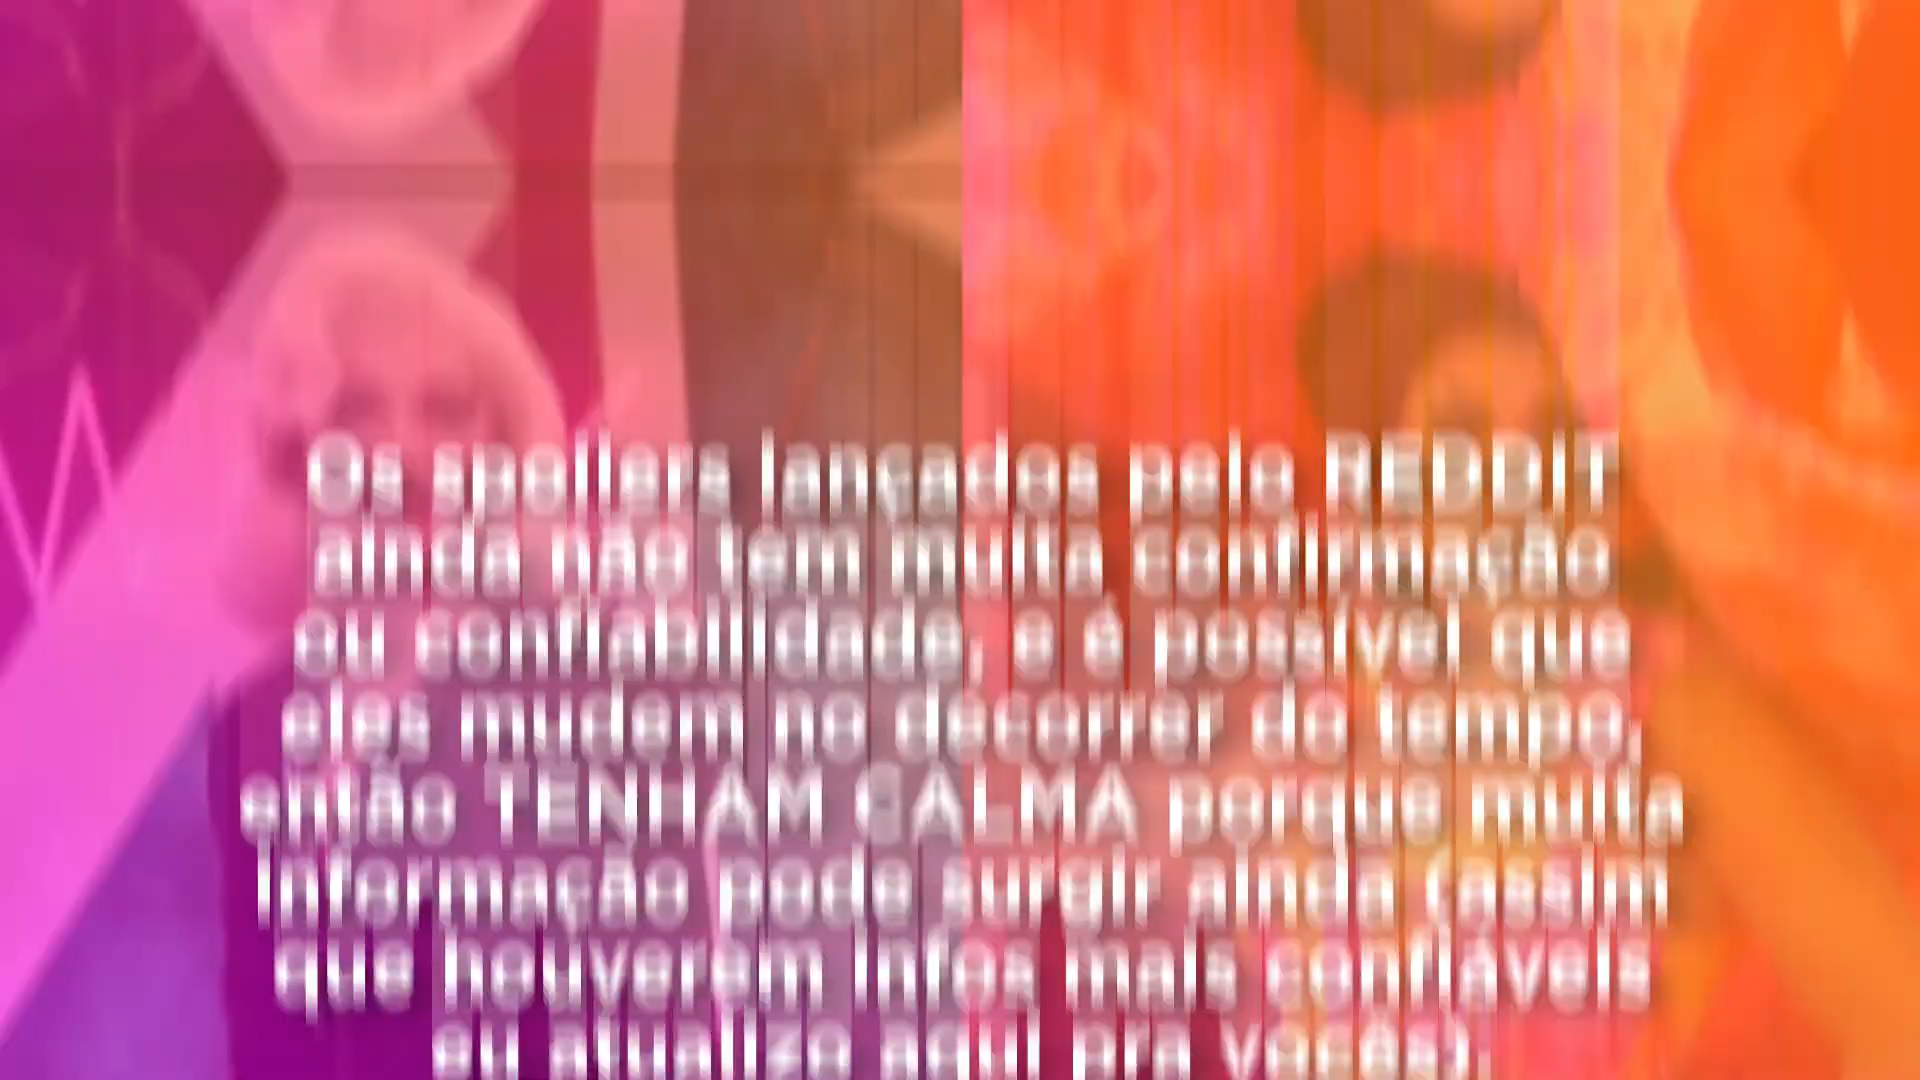 Os spoilers lançados pelo REDDIT
ainda não tem muita confirmação
ou confiabilidade, e é possível que
eles mudem no decorrer do tempo,
então TENHAM CALMA porque muita
informação pode surgir ainda (assim
que houverem infos mais confiáveis
eu atualizo aqui pra vocês).